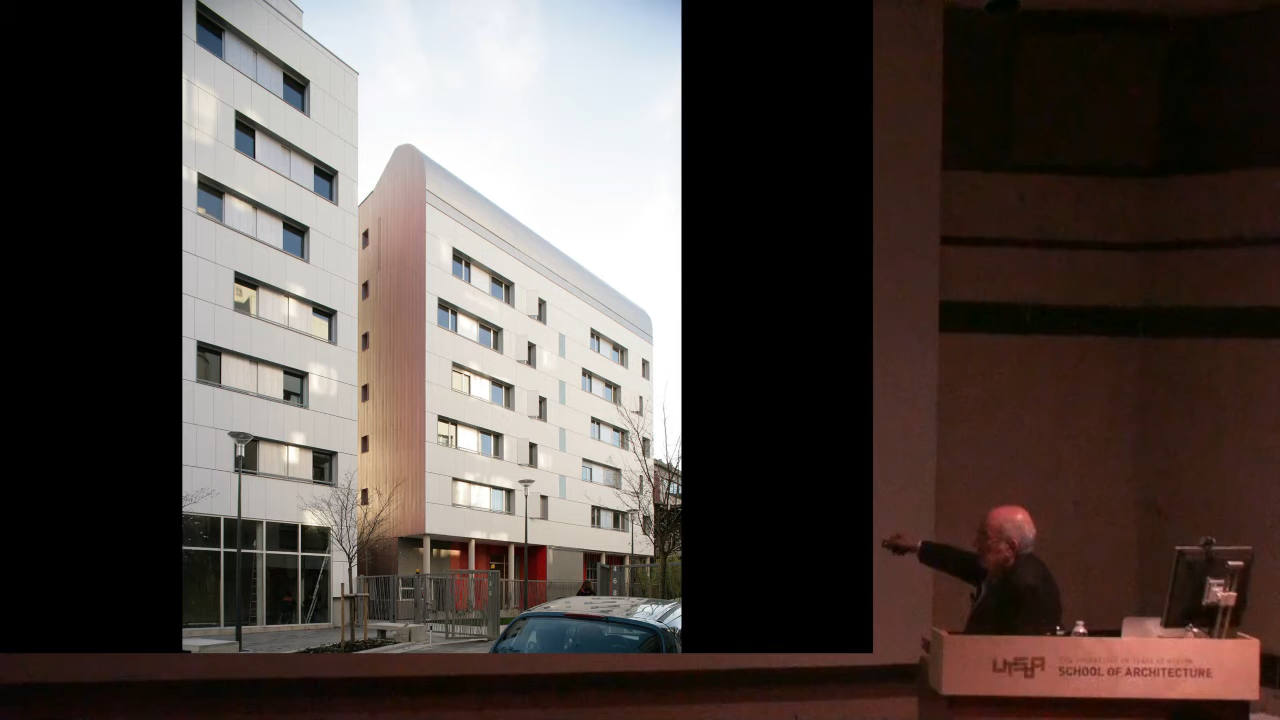 UTSOA
THE UNIVERSITY OF TEXAS AT AUSTIN
SCHOOL OF ARCHITECTURE